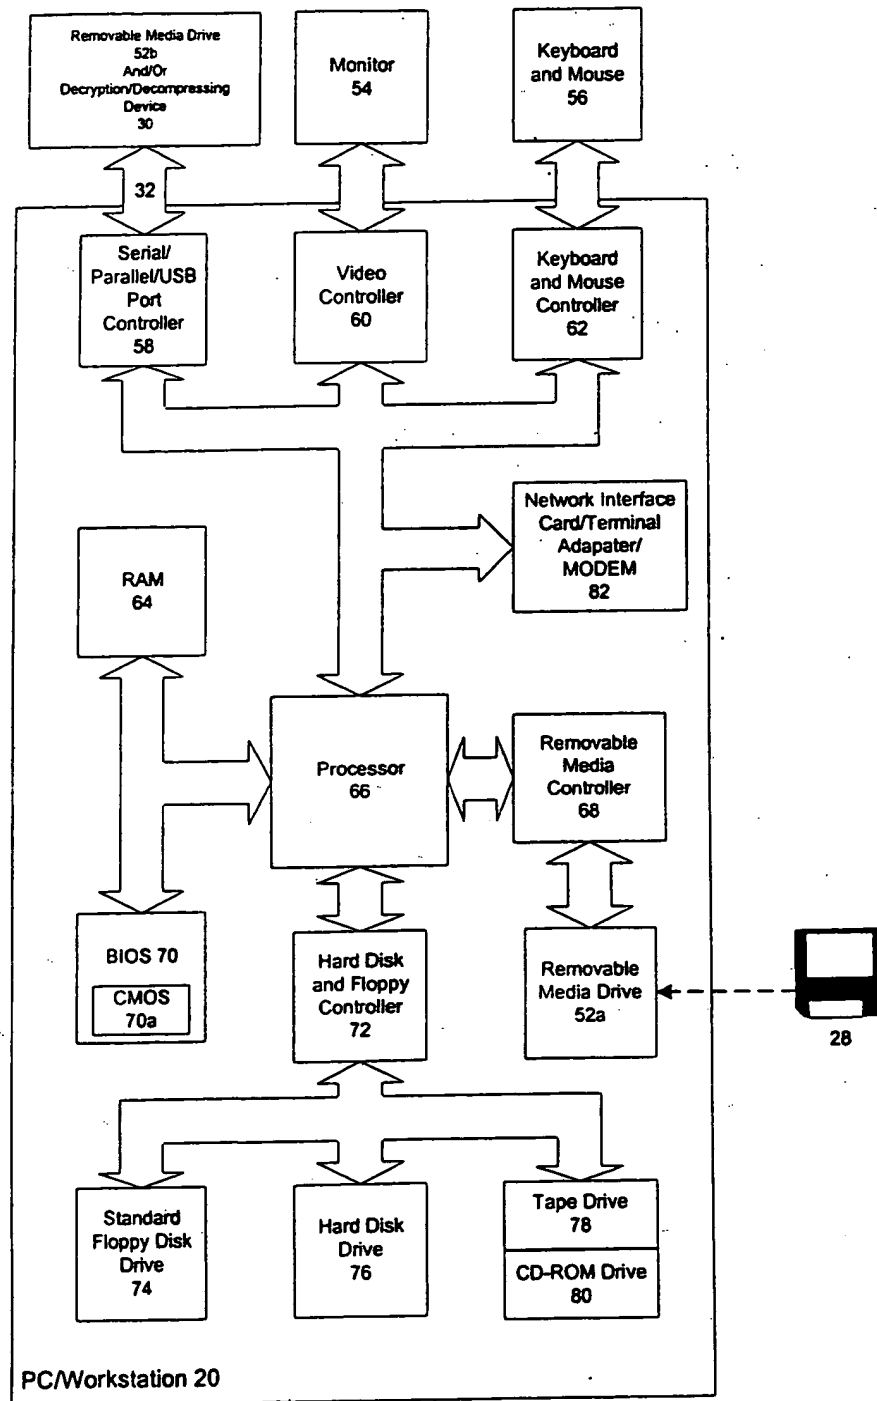 Removable Media Drive
52b
And/Or
Decryption/Decompressing
Device
30
Monitor
54
Keyboard
and Mouse
56
32
Serial/
Parallel/USB
Port
Controller
58
Video
Controller
60
Keyboard
and Mouse
Controller
62
Network Interface
Card/Terminal
Adapater/
MODEM
82
RAM
64
Processor
66
Removable
Media
Controller
68
BIOS 70
CMOS
70a
Hard Disk
and Floppy
Controller
72
Removable
Media Drive
52a
28
Standard
Floppy Disk
Drive
74
Hard Disk
Drive
76
Tape Drive
78
CD-ROM Drive
80
PC/Workstation 20